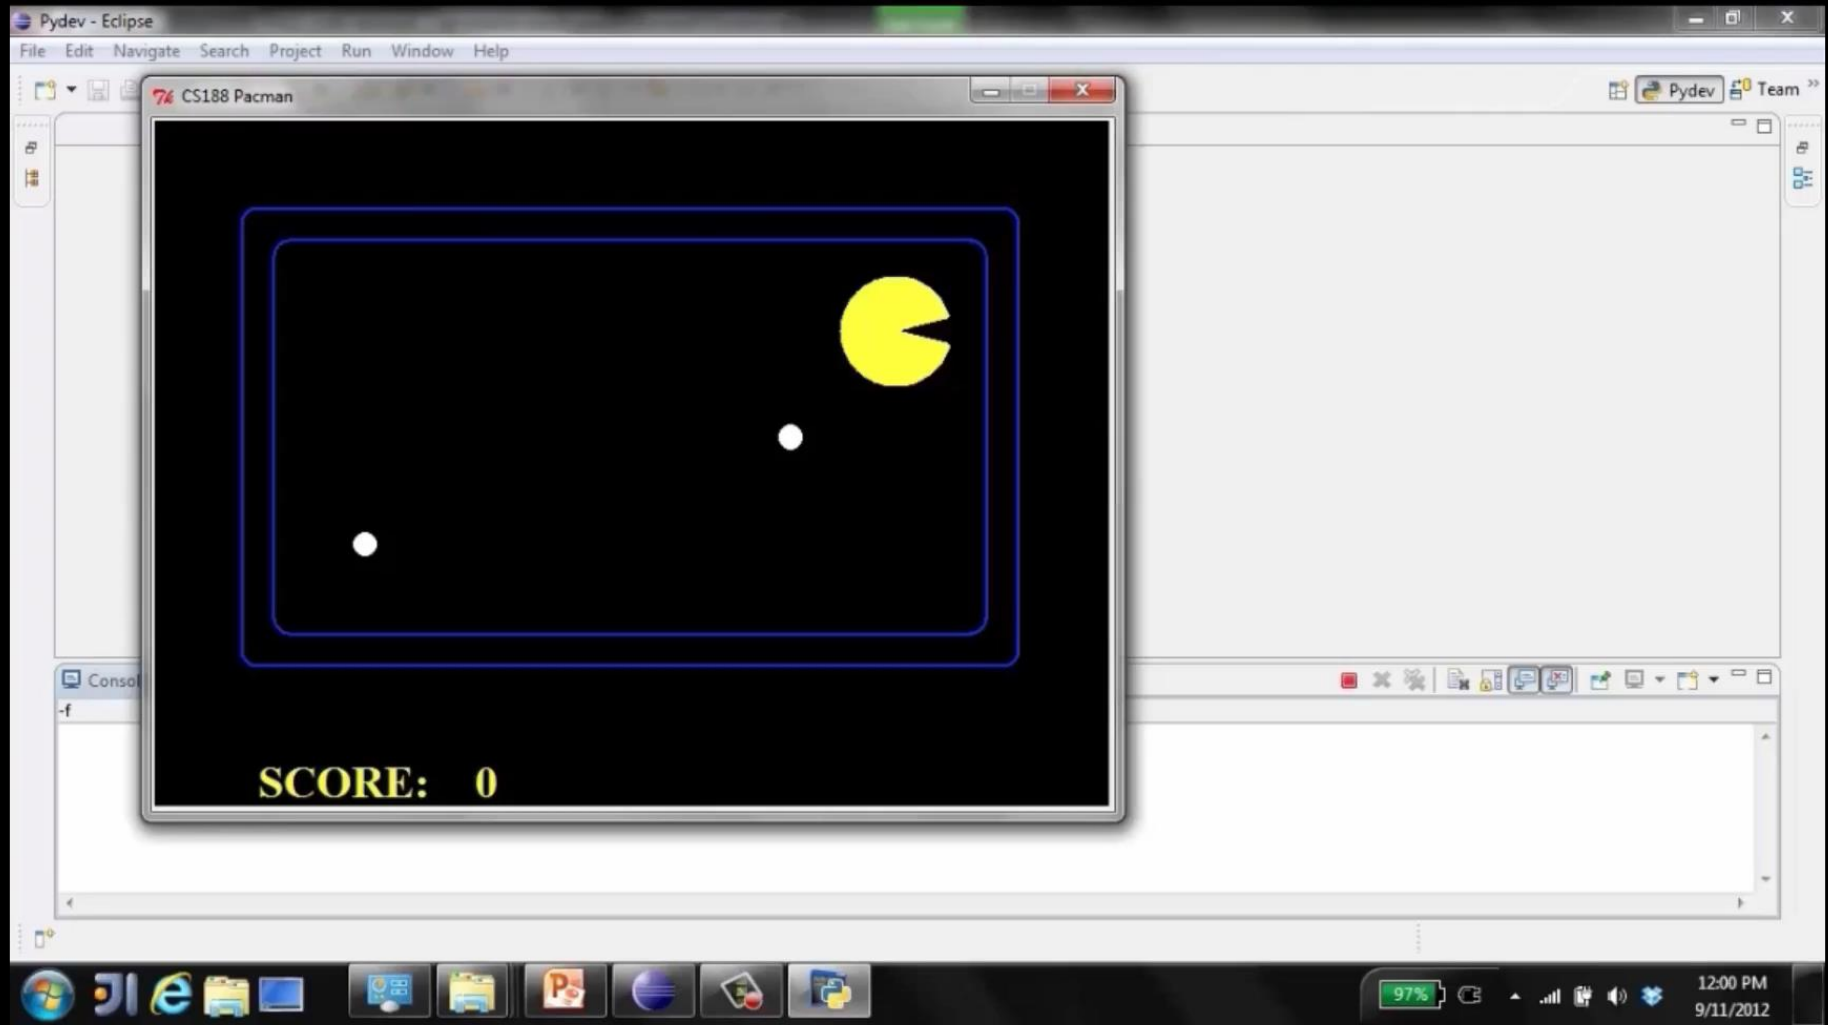 Pydev - Eclipse
File Edit Navigate Search Project Run Window Help
CS188 Pacman
Pydev
Team
Consol
-f
SCORE: 0
97%
12:00 PM
9/11/2012